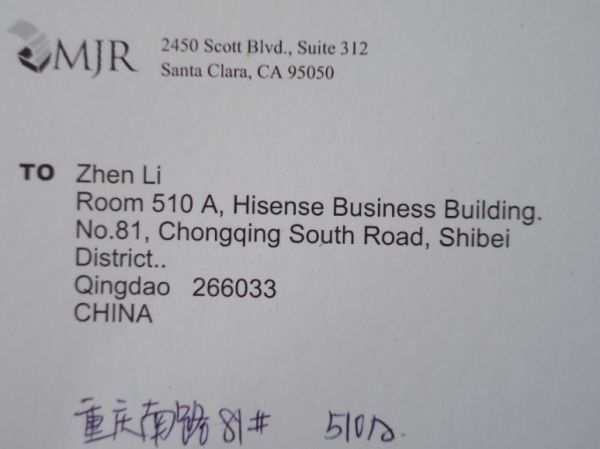 MJR
2450 Scott Blvd., Suite 312
Santa Clara, CA 95050
TO Zhen Li
Room 510 A, Hisense Business Building.
No.81, Chongqing South Road, Shibei
District..
Qingdao 266033
CHINA
重庆南路81# 510A.